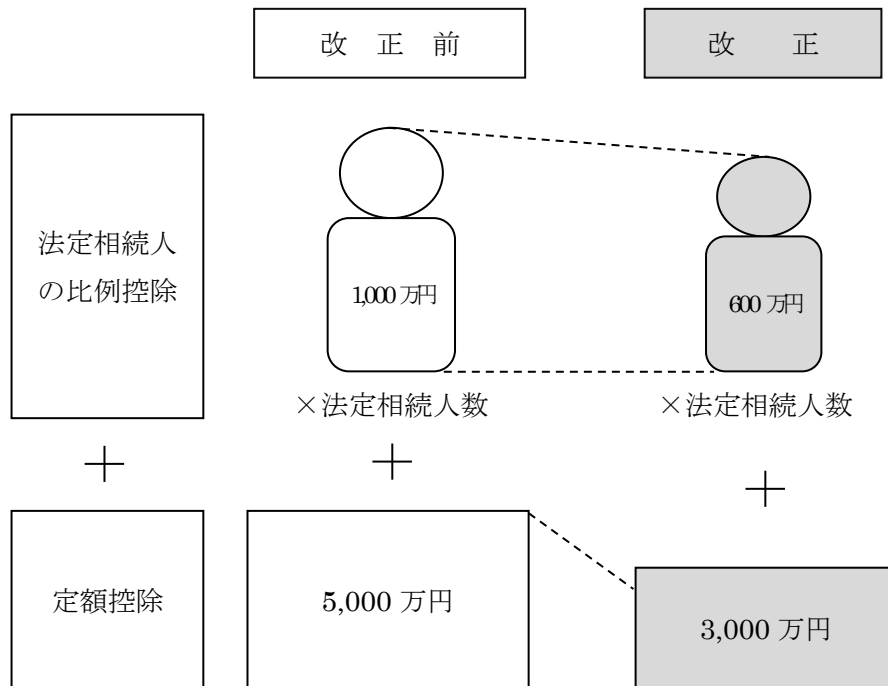 改 正 前
改 正
法定相続人
の比例控除
1,000 万円
600 万円
×法定相続人数
×法定相続人数
＋
＋
＋
定額控除
5,000 万円
3,000 万円